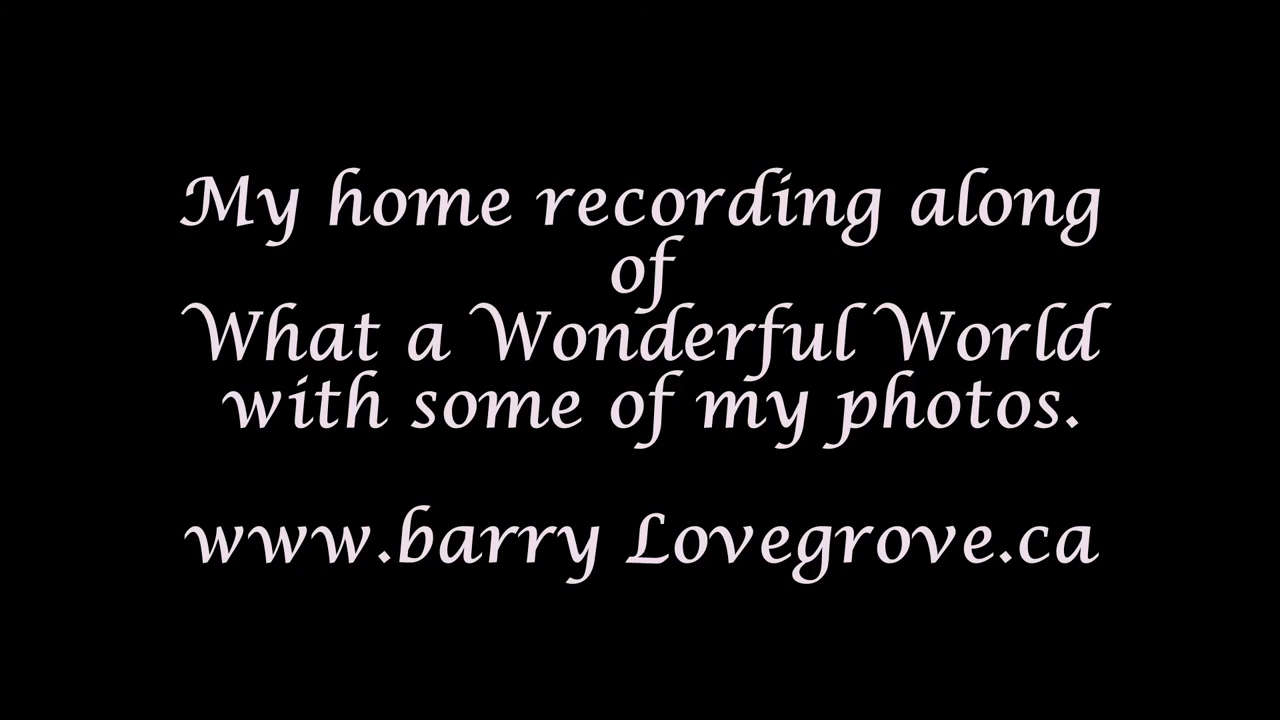 My home recording along
of
What a Wonderful World
with some of my photos.
www.barry Lovegrove.ca